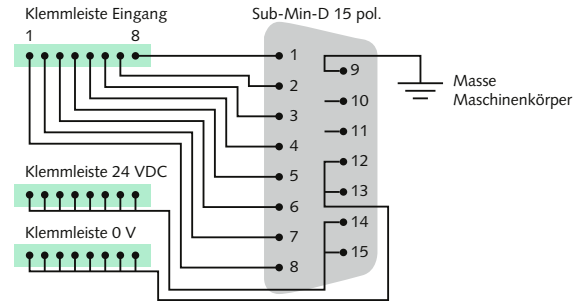 Klemmleiste Eingang
1 8
Sub-Min-D 15 pol.
1
2
3
4
5
6
7
8
9
10
11
12
13
14
15
Masse
Maschinenkörper
Klemmleiste 24 VDC
Klemmleiste 0 V